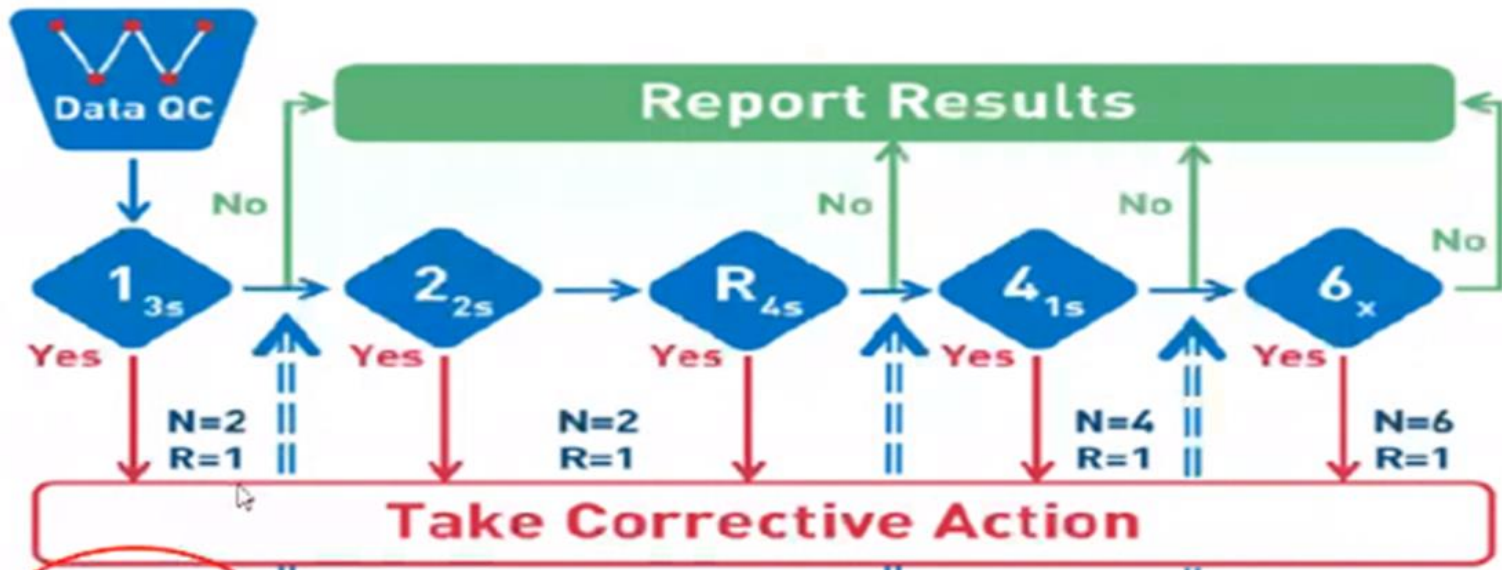 Data QC
Report Results
No
No
No
No
1 3s
2 2s
R 4s
4 1s
6 x
Yes
Yes
Yes
Yes
Yes
N=2
R=1
N=2
R=1
N=4
R=1
N=6
R=1
Take Corrective Action